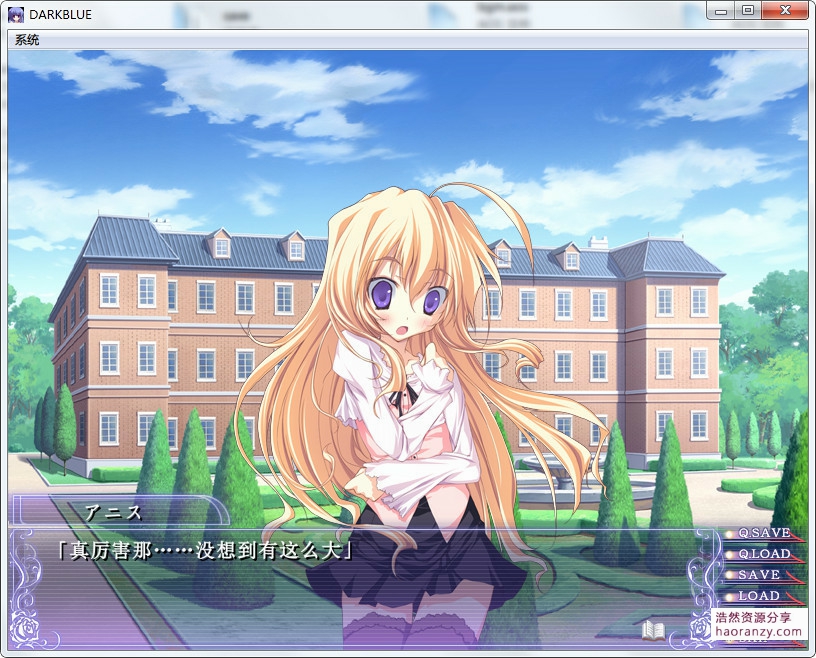 DARKBLUE
系统
アニス
「真厉害那……没想到有这么大」
Q.SAVE
Q.LOAD
SAVE
LOAD
浩然资源分享
haoranzy.com